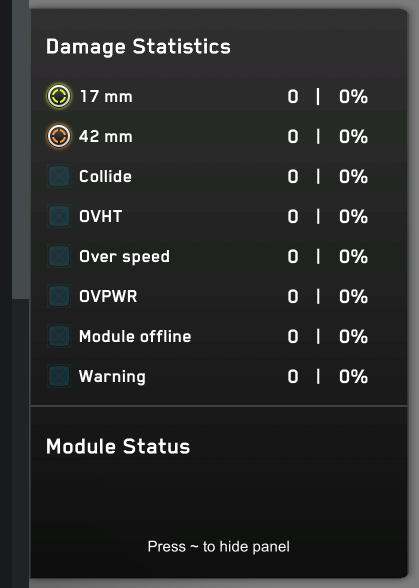 Damage Statistics
17 mm 0 | 0%
42 mm 0 | 0%
Collide 0 | 0%
OVHT 0 | 0%
Over speed 0 | 0%
OVPWR 0 | 0%
Module offline 0 | 0%
Warning 0 | 0%
Module Status
Press ~ to hide panel